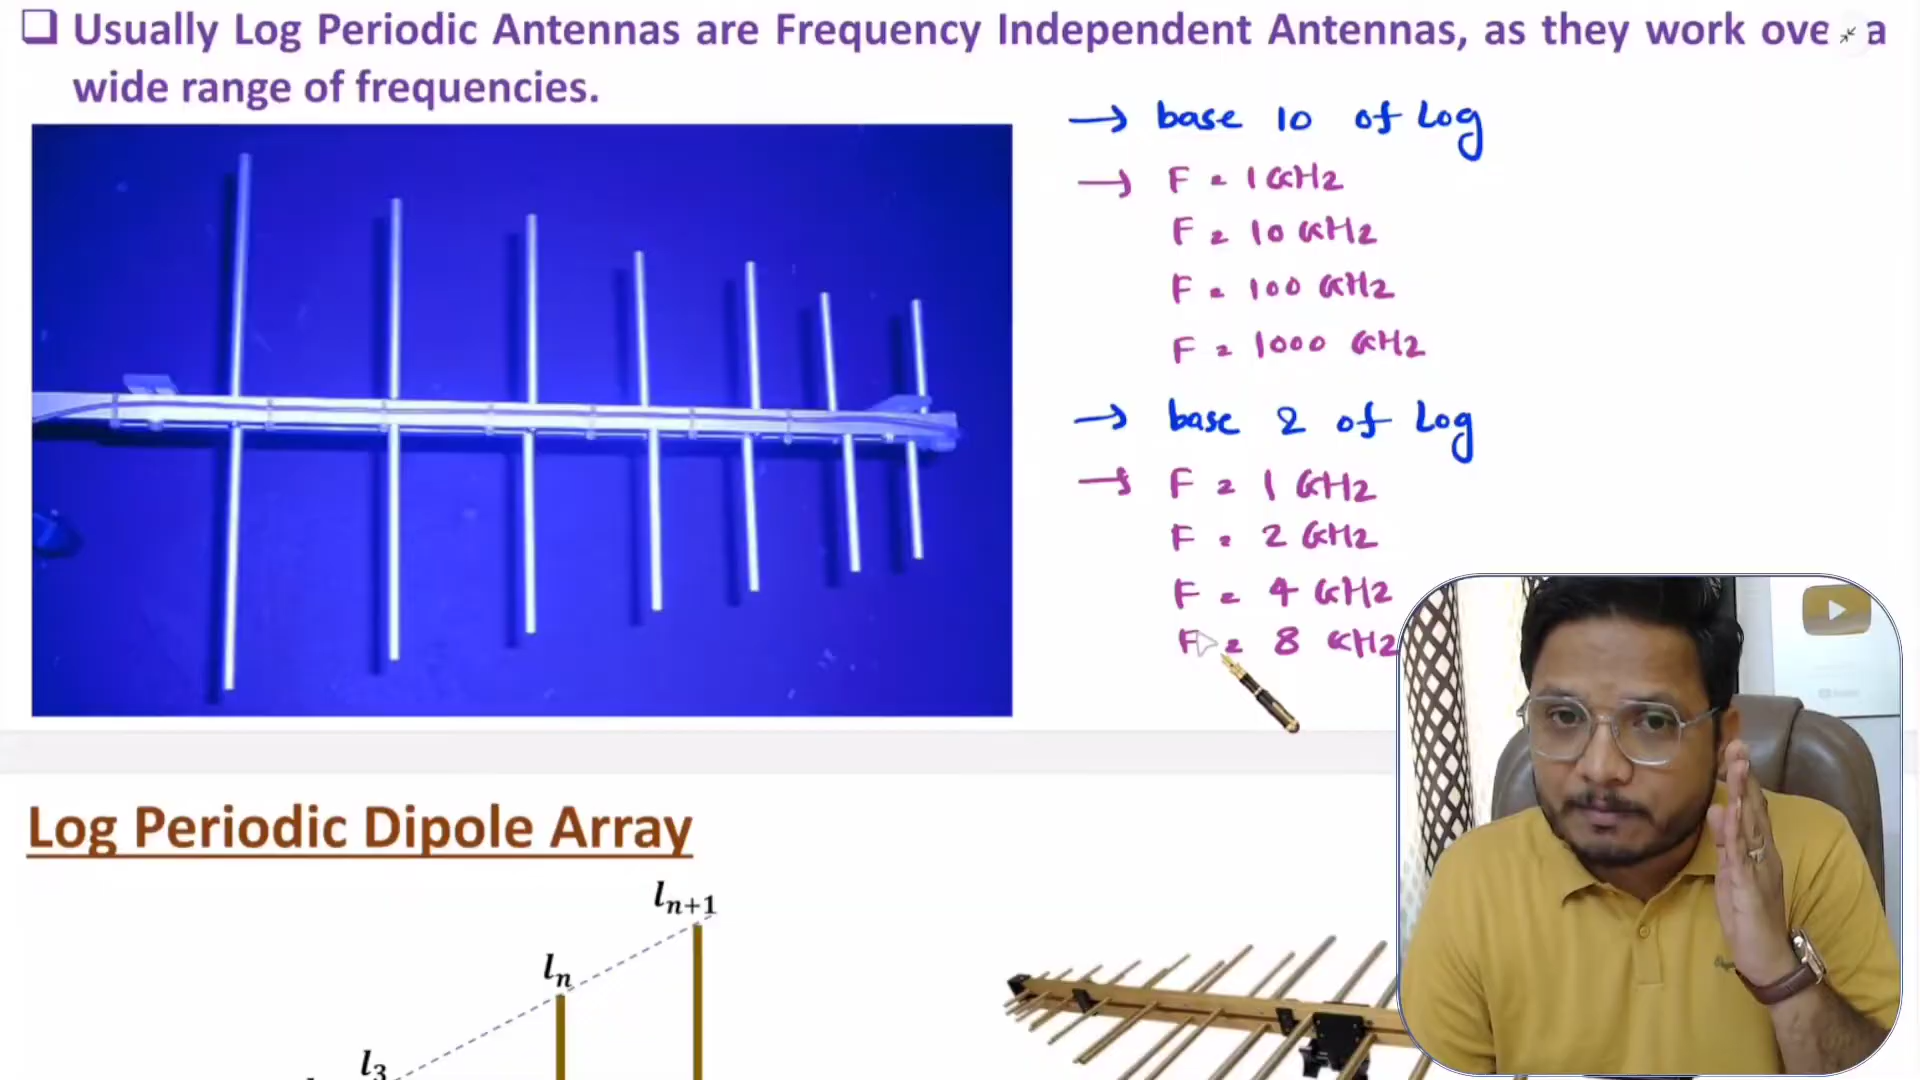 ❑ Usually Log Periodic Antennas are Frequency Independent Antennas, as they work ove a
wide range of frequencies.
→ base 10 of Log
→ F = 1 GHz
F = 10 GHz
F = 100 GHz
F = 1000 GHz
→ base 2 of Log
→ F = 1 GHz
F = 2 GHz
F = 4 GHz
F = 8 GHz
Log Periodic Dipole Array
lₙ₊₁
lₙ
l₃